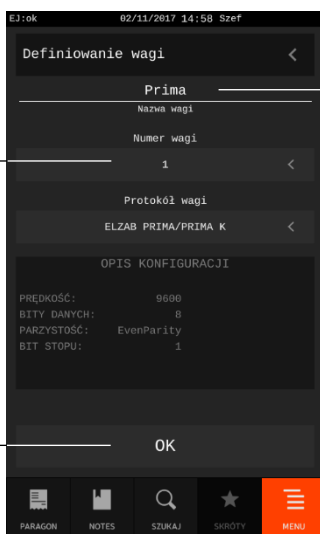 EJ:ok 02/11/2017 14:58 Szef
Definiowanie wagi
Prima
Nazwa wagi
Numer wagi
1
Protokół wagi
ELZAB PRIMA/PRIMA K
OPIS KONFIGURACJI
PRĘDKOŚĆ: 9600
BITY DANYCH: 8
PARZYSTOŚĆ: EvenParity
BIT STOPU: 1
OK
PARAGON NOTES SZUKAJ SKRÓTY MENU